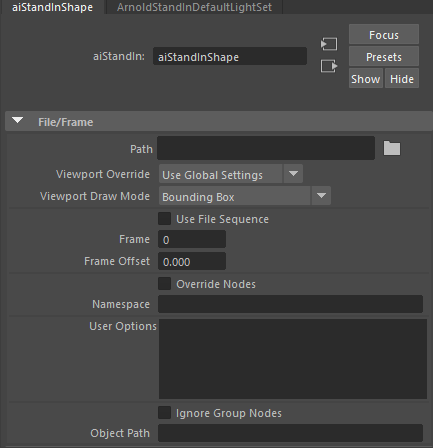 aiStandInShape ArnoldStandInDefaultLightSet
Focus
aiStandIn: aiStandInShape Presets
Show Hide
File/Frame
Path
Viewport Override Use Global Settings
Viewport Draw Mode Bounding Box
Use File Sequence
Frame 0
Frame Offset 0.000
Override Nodes
Namespace
User Options
Ignore Group Nodes
Object Path